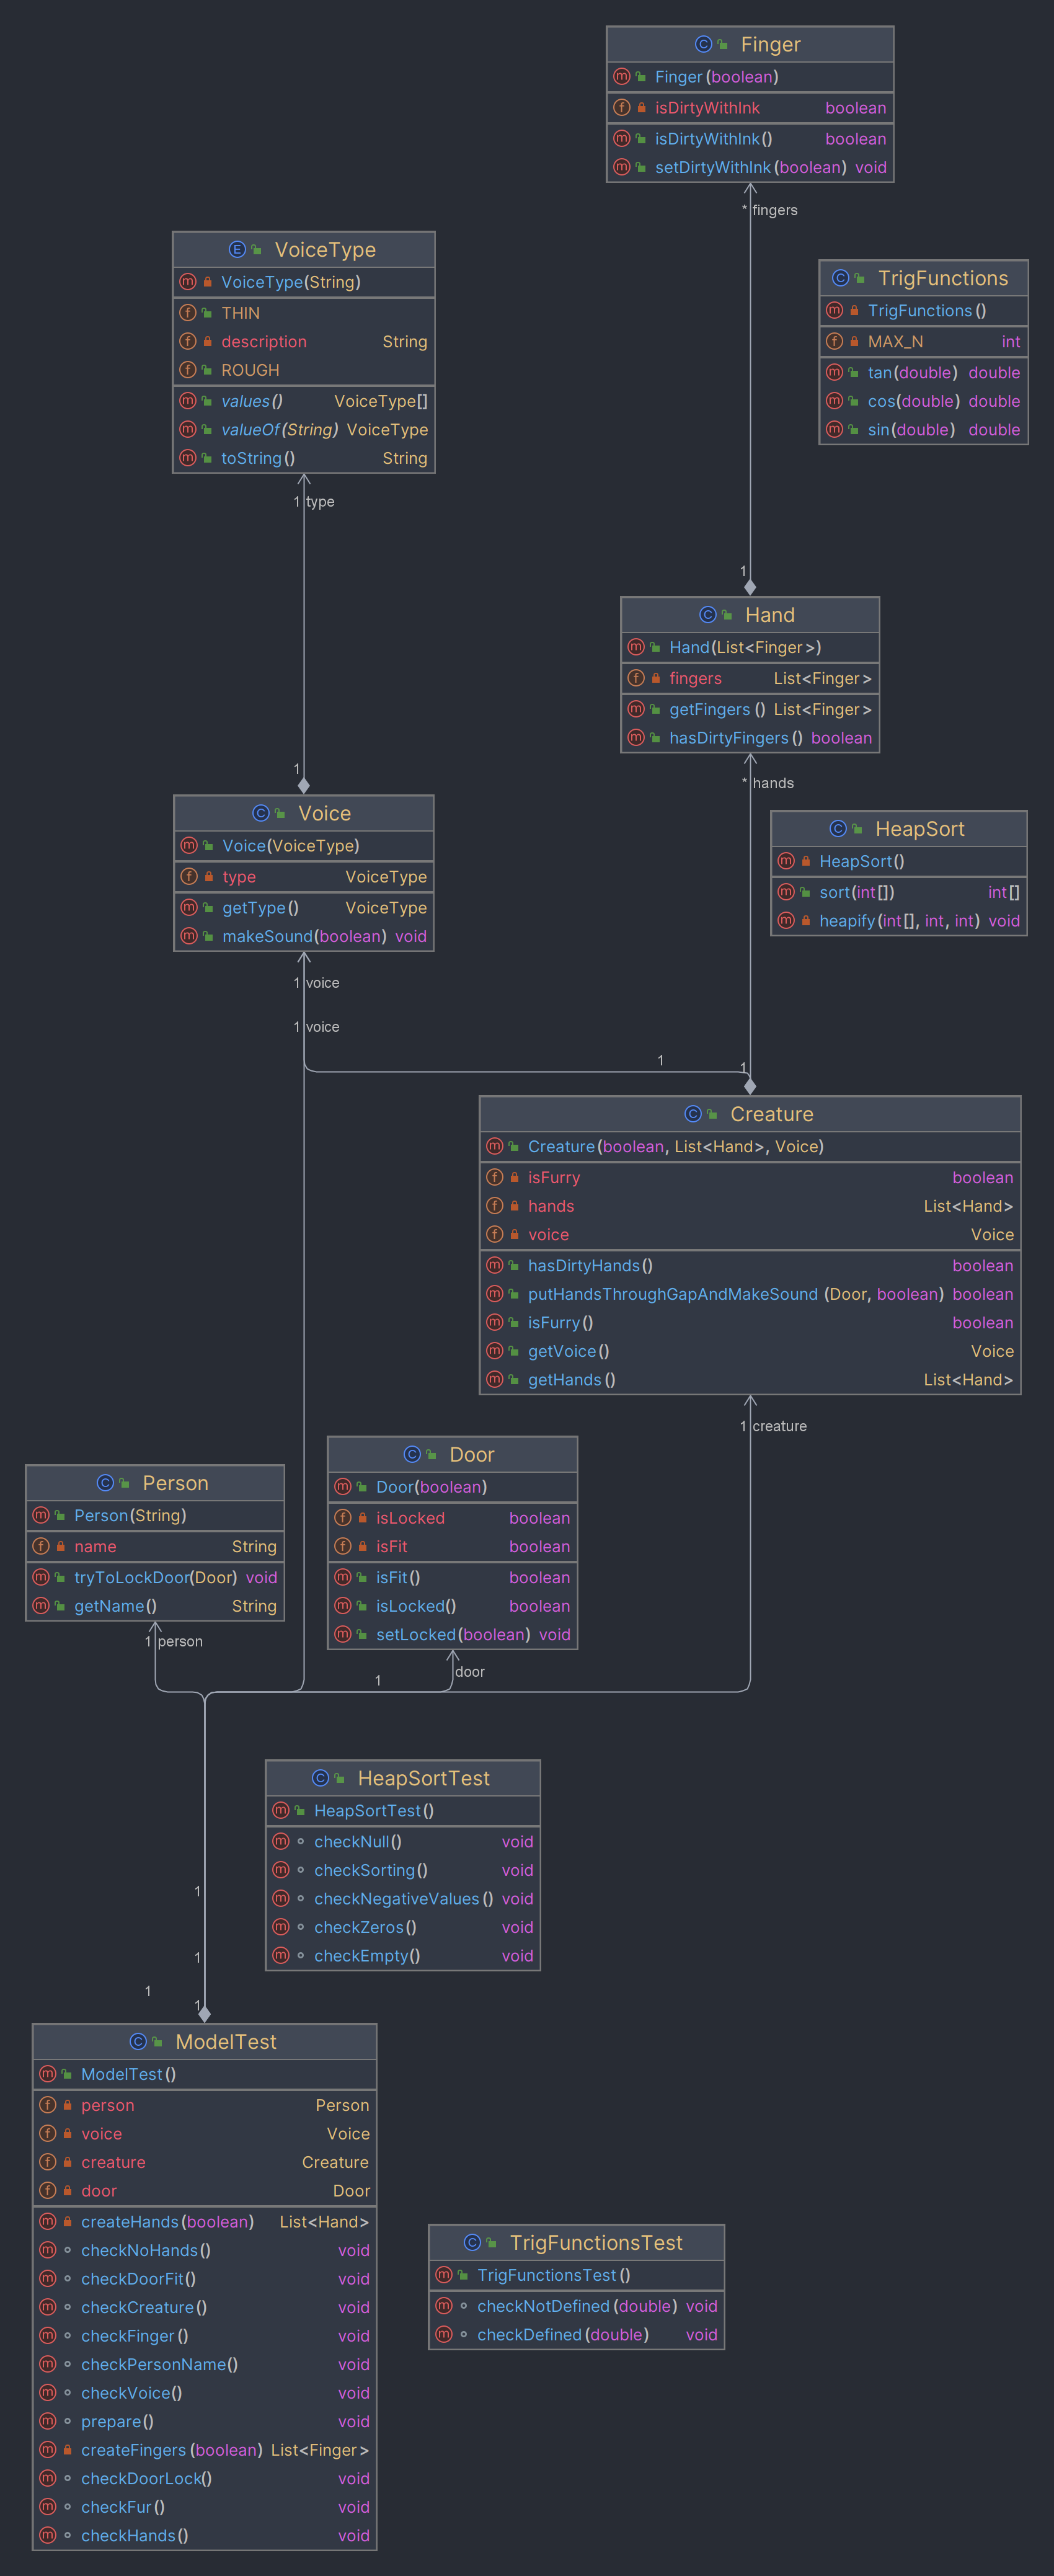 Finger
Finger(boolean)
isDirtyWithInk boolean
isDirtyWithInk() boolean
setDirtyWithInk(boolean) void
* fingers
VoiceType
VoiceType(String)
THIN
description String
ROUGH
values() VoiceType[]
valueOf(String) VoiceType
toString() String
1 type
TrigFunctions
TrigFunctions()
MAX_N int
tan(double) double
cos(double) double
sin(double) double
1
Hand
Hand(List<Finger>)
fingers List<Finger>
getFingers() List<Finger>
hasDirtyFingers() boolean
* hands
1
Voice
Voice(VoiceType)
type VoiceType
getType() VoiceType
makeSound(boolean) void
1 voice
1 voice
HeapSort
HeapSort()
sort(int[]) int[]
heapify(int[], int, int) void
1
1
Creature
Creature(boolean, List<Hand>, Voice)
isFurry boolean
hands List<Hand>
voice Voice
hasDirtyHands() boolean
putHandsThroughGapAndMakeSound(Door, boolean) boolean
isFurry() boolean
getVoice() Voice
getHands() List<Hand>
1 creature
Person
Person(String)
name String
tryToLockDoor(Door) void
getName() String
1 person
Door
Door(boolean)
isLocked boolean
isFit boolean
isFit() boolean
isLocked() boolean
setLocked(boolean) void
door
1
HeapSortTest
HeapSortTest()
checkNull() void
checkSorting() void
checkNegativeValues() void
checkZeros() void
checkEmpty() void
1
1
1
1
ModelTest
ModelTest()
person Person
voice Voice
creature Creature
door Door
createHands(boolean) List<Hand>
checkNoHands() void
checkDoorFit() void
checkCreature() void
checkFinger() void
checkPersonName() void
checkVoice() void
prepare() void
createFingers(boolean) List<Finger>
checkDoorLock() void
checkFur() void
checkHands() void
TrigFunctionsTest
TrigFunctionsTest()
checkNotDefined(double) void
checkDefined(double) void